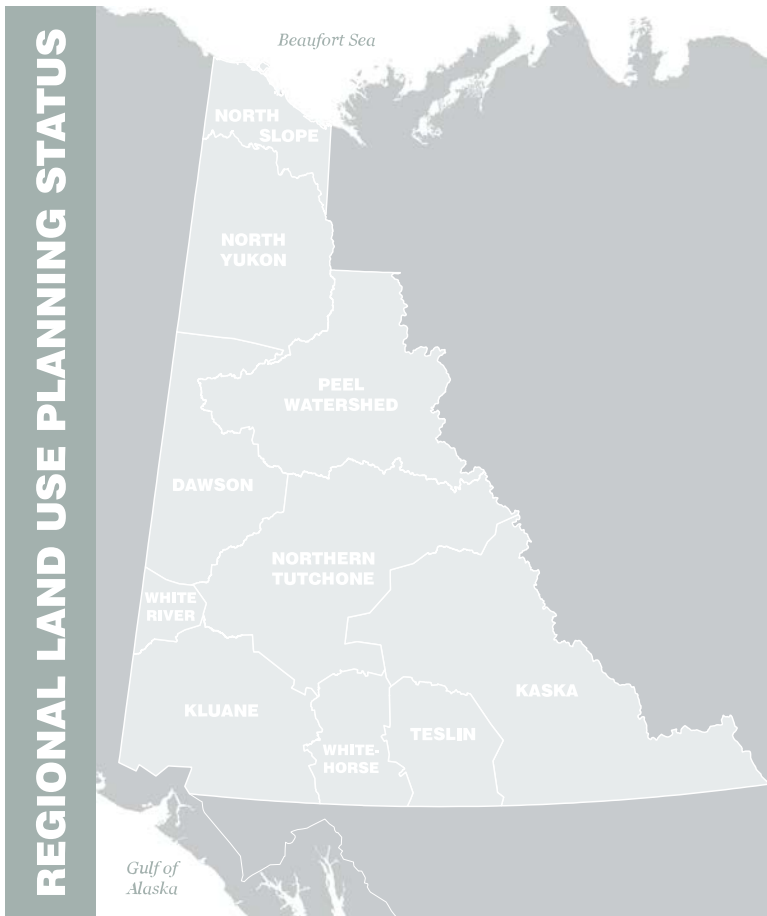 REGIONAL LAND USE PLANNING STATUS
Beaufort Sea
NORTH
SLOPE
NORTH
YUKON
PEEL
WATERSHED
DAWSON
NORTHERN
TUTCHONE
WHITE
RIVER
KASKA
KLUANE
TESLIN
WHITE-
HORSE
Gulf of
Alaska